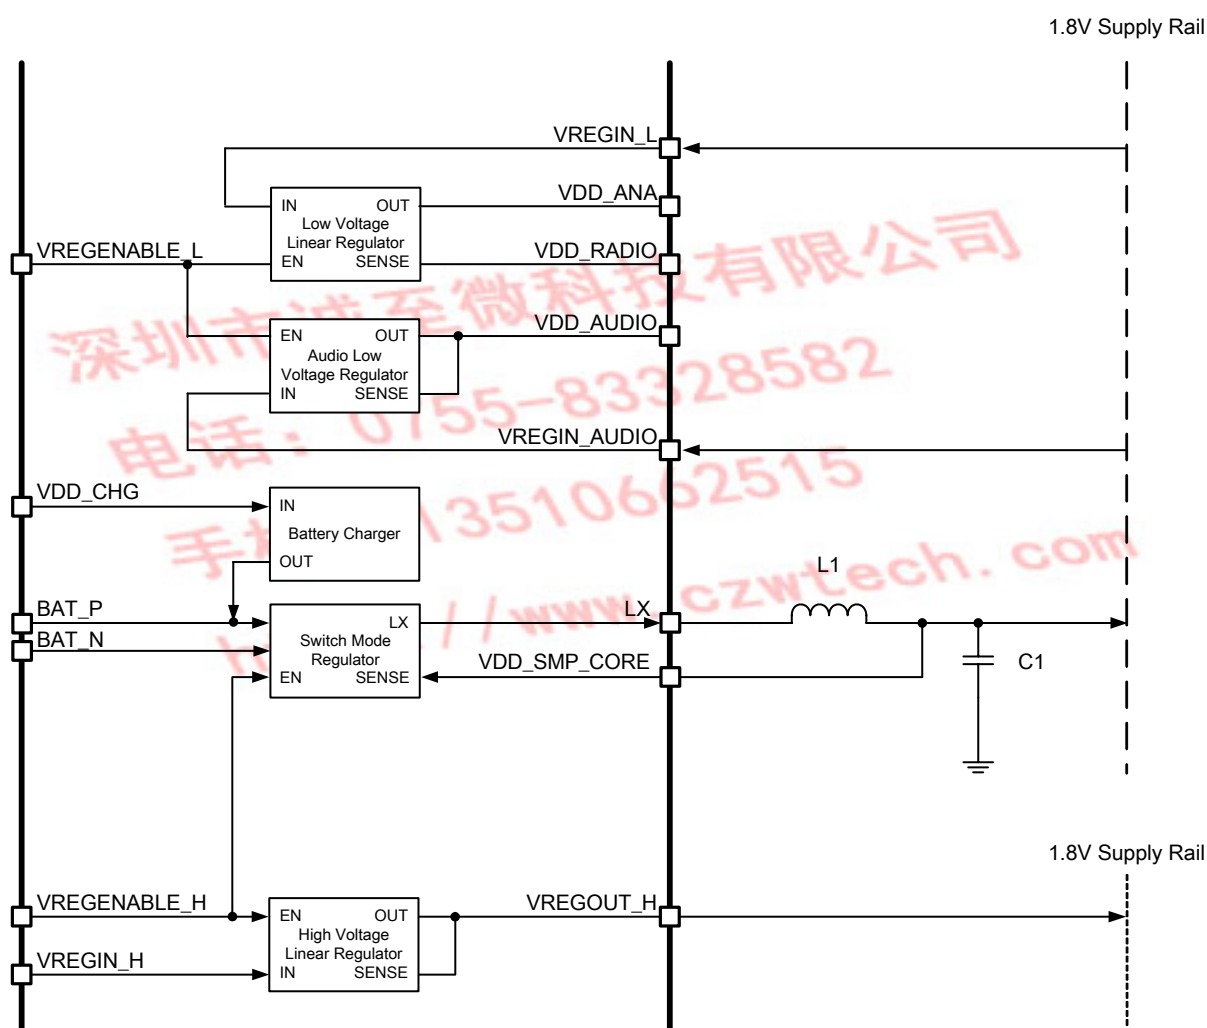 1.8V Supply Rail
VREGIN_L
VDD_ANA
IN OUT
Low Voltage
Linear Regulator
EN SENSE
VREGENABLE_L
VDD_RADIO
VDD_AUDIO
EN OUT
Audio Low
Voltage Regulator
IN SENSE
VREGIN_AUDIO
VDD_CHG
IN
Battery Charger
OUT
L1
BAT_P
BAT_N
LX
Switch Mode
Regulator
EN SENSE
LX
VDD_SMP_CORE
C1
1.8V Supply Rail
VREGENABLE_H
EN OUT
High Voltage
Linear Regulator
IN SENSE
VREGOUT_H
VREGIN_H
深圳市诚至微科技有限公司
电话：0755-83328582
13510662515
www.czwtech.com